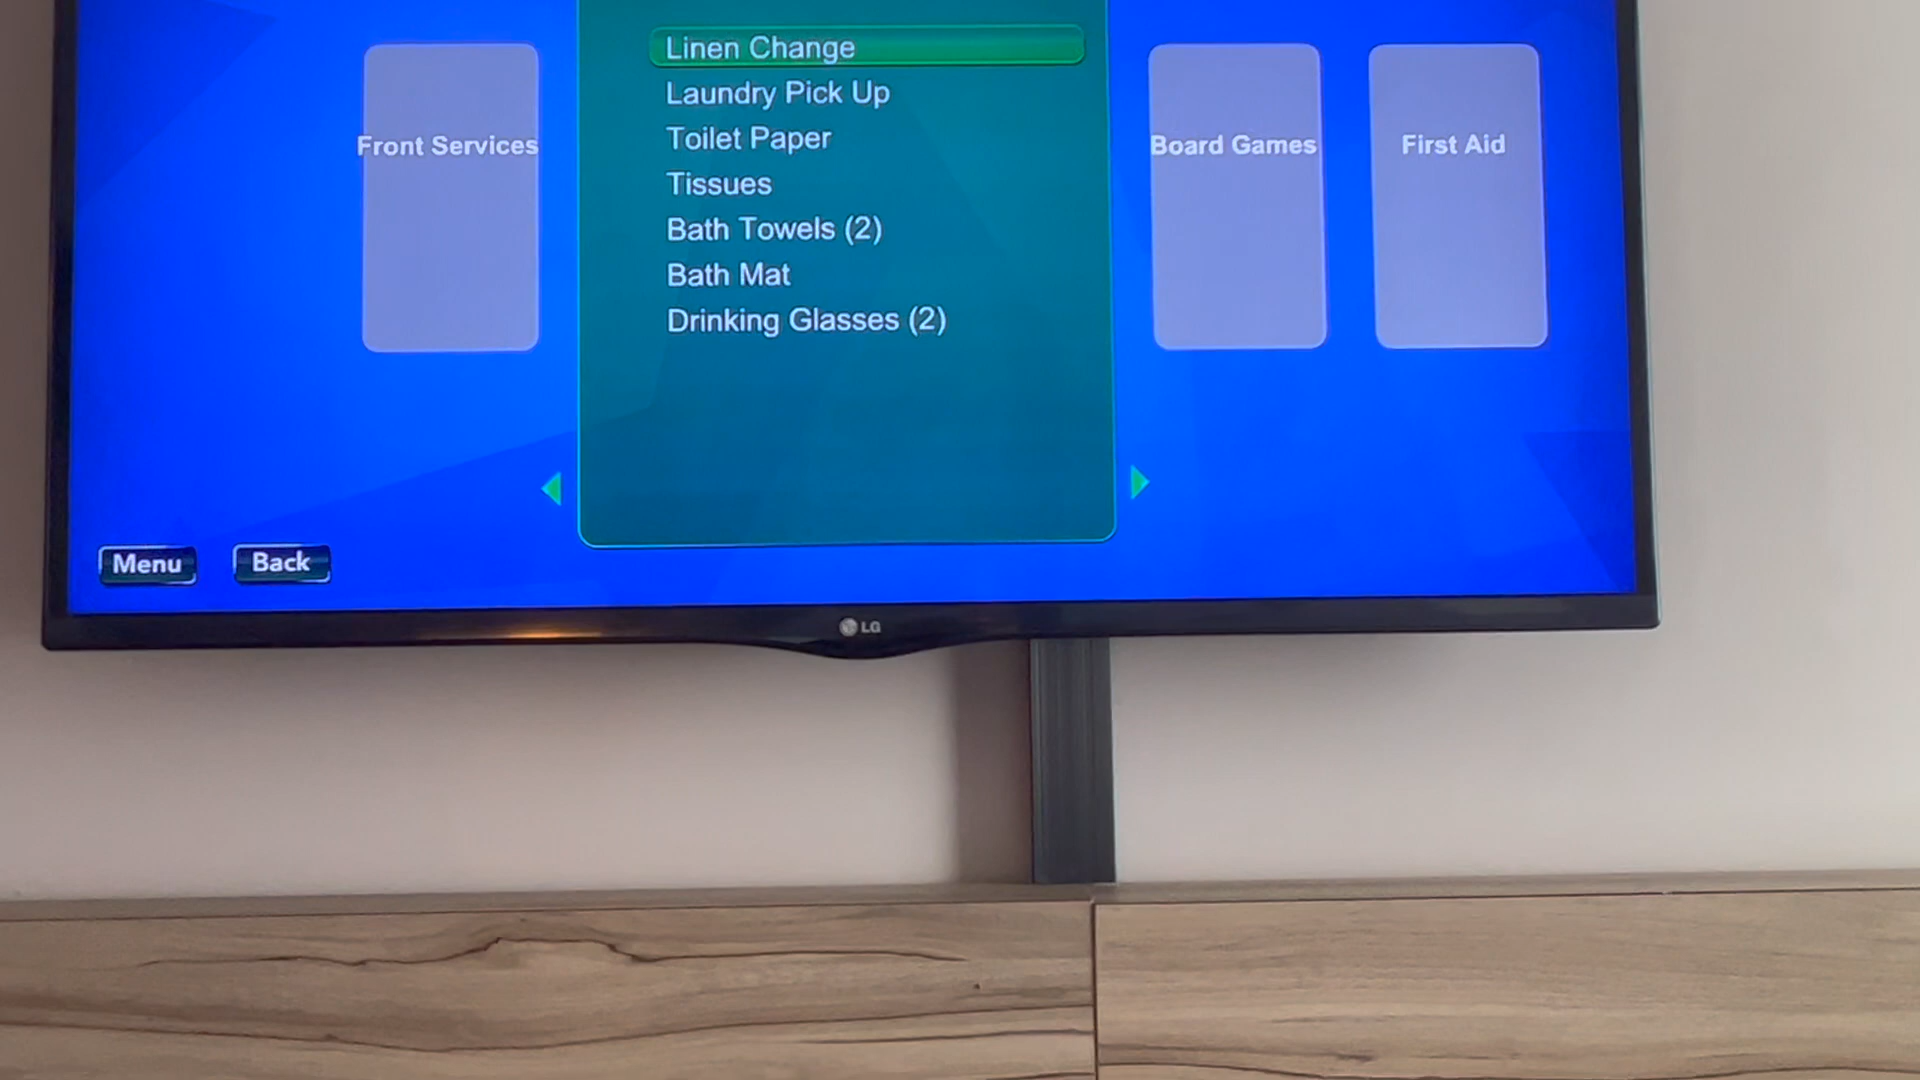 Front Services
Linen Change
Laundry Pick Up
Toilet Paper
Tissues
Bath Towels (2)
Bath Mat
Drinking Glasses (2)
Board Games
First Aid
Menu
Back
LG